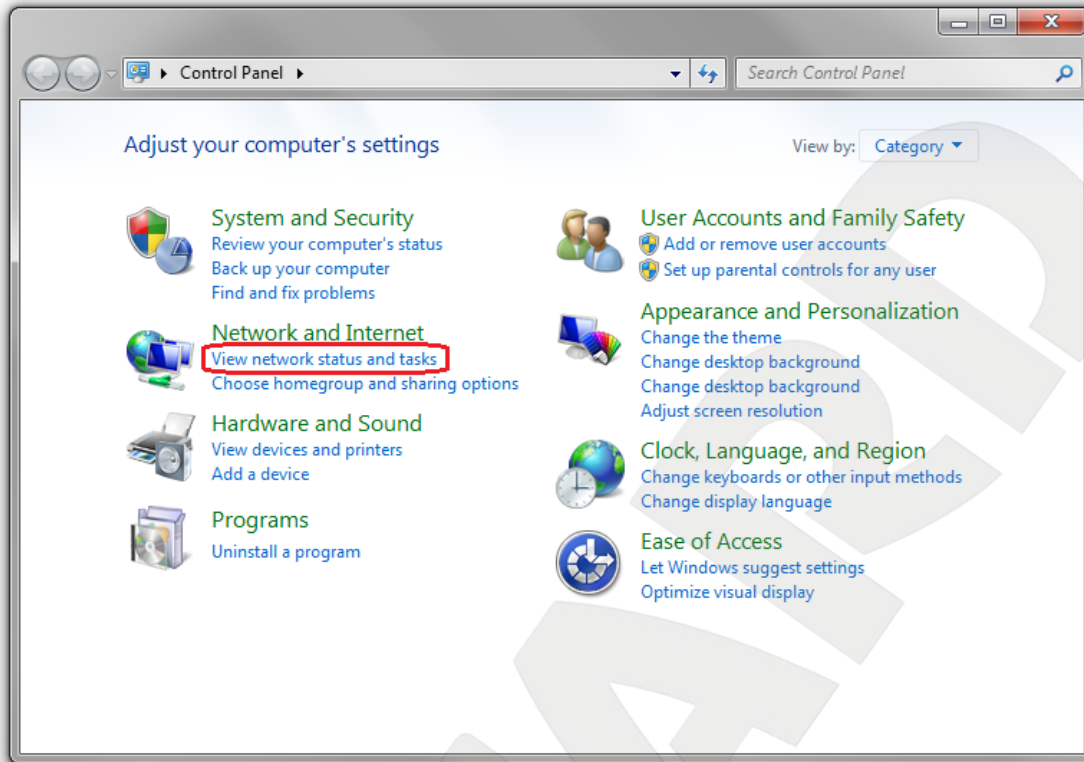 Control Panel
Search Control Panel
Adjust your computer's settings
View by: Category
System and Security
Review your computer's status
Back up your computer
Find and fix problems
Network and Internet
View network status and tasks
Choose homegroup and sharing options
Hardware and Sound
View devices and printers
Add a device
Programs
Uninstall a program
User Accounts and Family Safety
Add or remove user accounts
Set up parental controls for any user
Appearance and Personalization
Change the theme
Change desktop background
Change desktop background
Adjust screen resolution
Clock, Language, and Region
Change keyboards or other input methods
Change display language
Ease of Access
Let Windows suggest settings
Optimize visual display